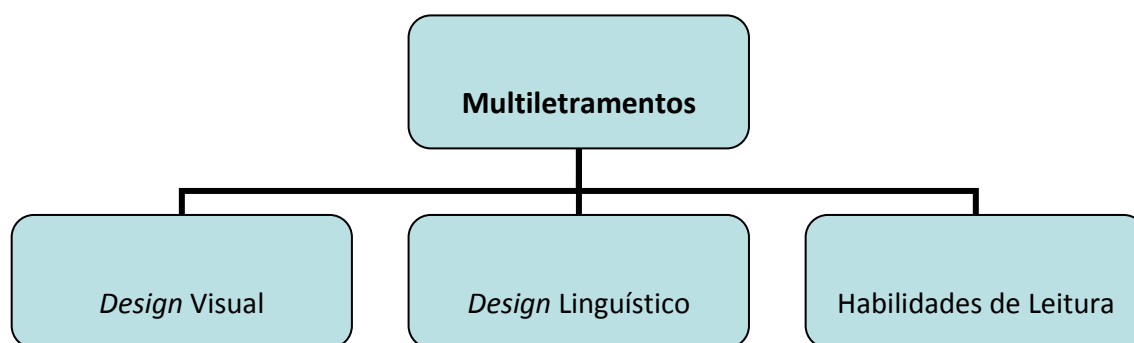 Multiletramentos
Design Visual
Design Linguístico
Habilidades de Leitura